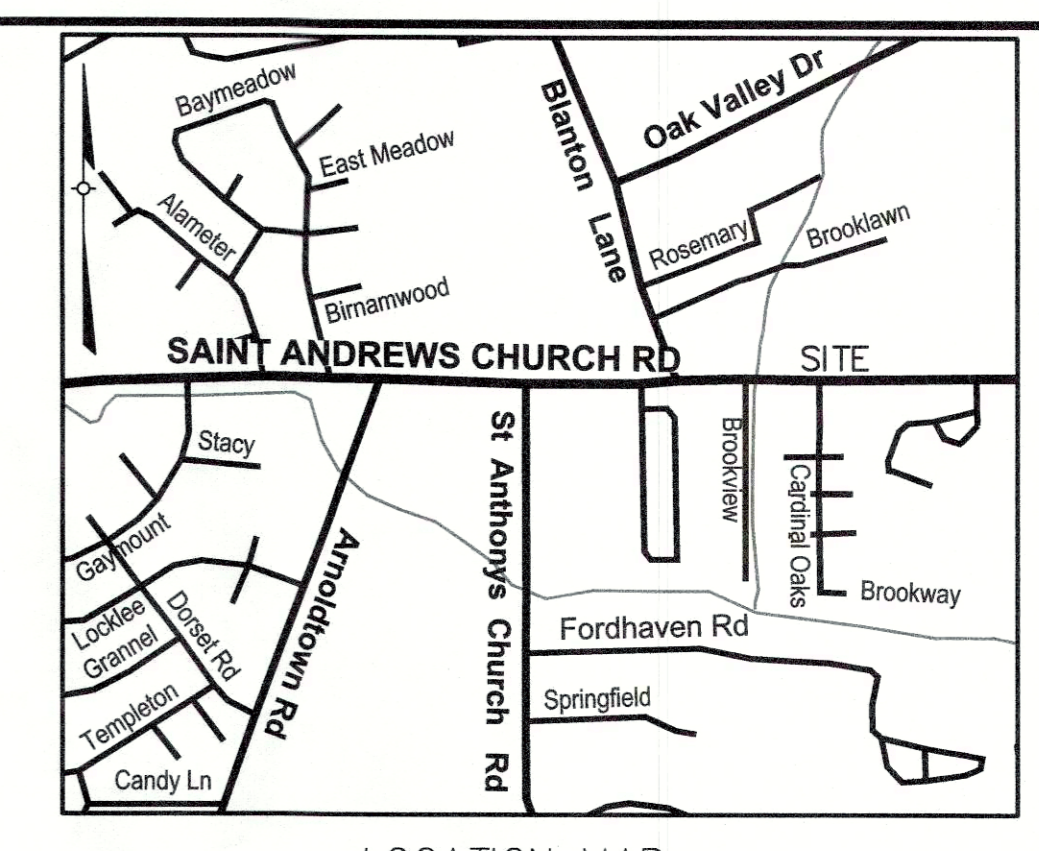 Baymeadow
Oak Valley Dr
Blanton Lane
East Meadow
Alameter
Rosemary
Brooklawn
Birnamwood
SAINT ANDREWS CHURCH RD
SITE
St Anthonys Church Rd
Brookview
Stacy
Cardinal Oaks
Gaymount
Arnoldtown Rd
Brookway
Locklee
Dorset Rd
Grannel
Fordhaven Rd
Templeton
Springfield
Candy Ln
LOCATION MAP